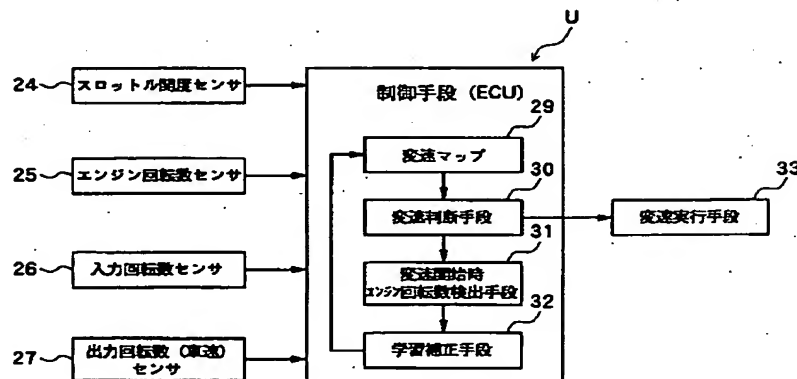 U
24
スロットル開度センサ
制御手段 (ECU)
29
変速マップ
25
エンジン回転数センサ
30
変速判断手段
33
変速実行手段
31
変速開始時
エンジン回転数検出手段
26
入力回転数センサ
32
学習補正手段
27
出力回転数 (車速)
センサ